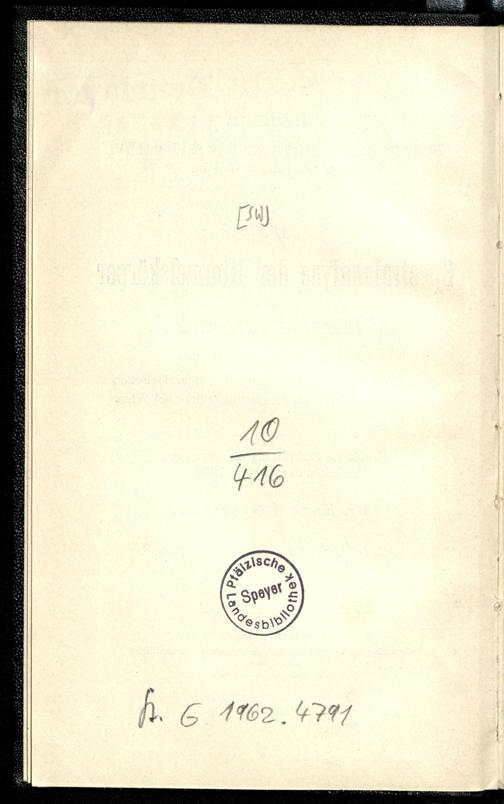 [SW]
10
416
Pfälzische
Speyer
Landesbibliothek
G 1962.4791